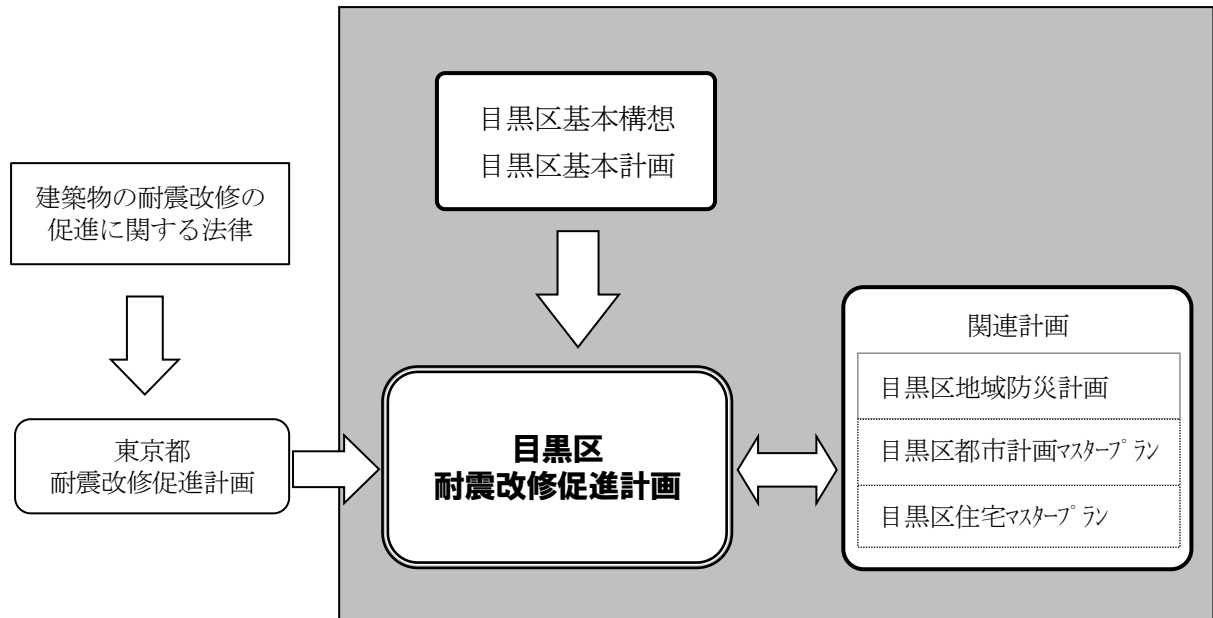 目黒区基本構想
目黒区基本計画
建築物の耐震改修の
促進に関する法律
関連計画
目黒区地域防災計画
目黒区都市計画ﾏｽﾀｰﾌﾟﾗﾝ
目黒区住宅ﾏｽﾀｰﾌﾟﾗﾝ
東京都
耐震改修促進計画
目黒区
耐震改修促進計画